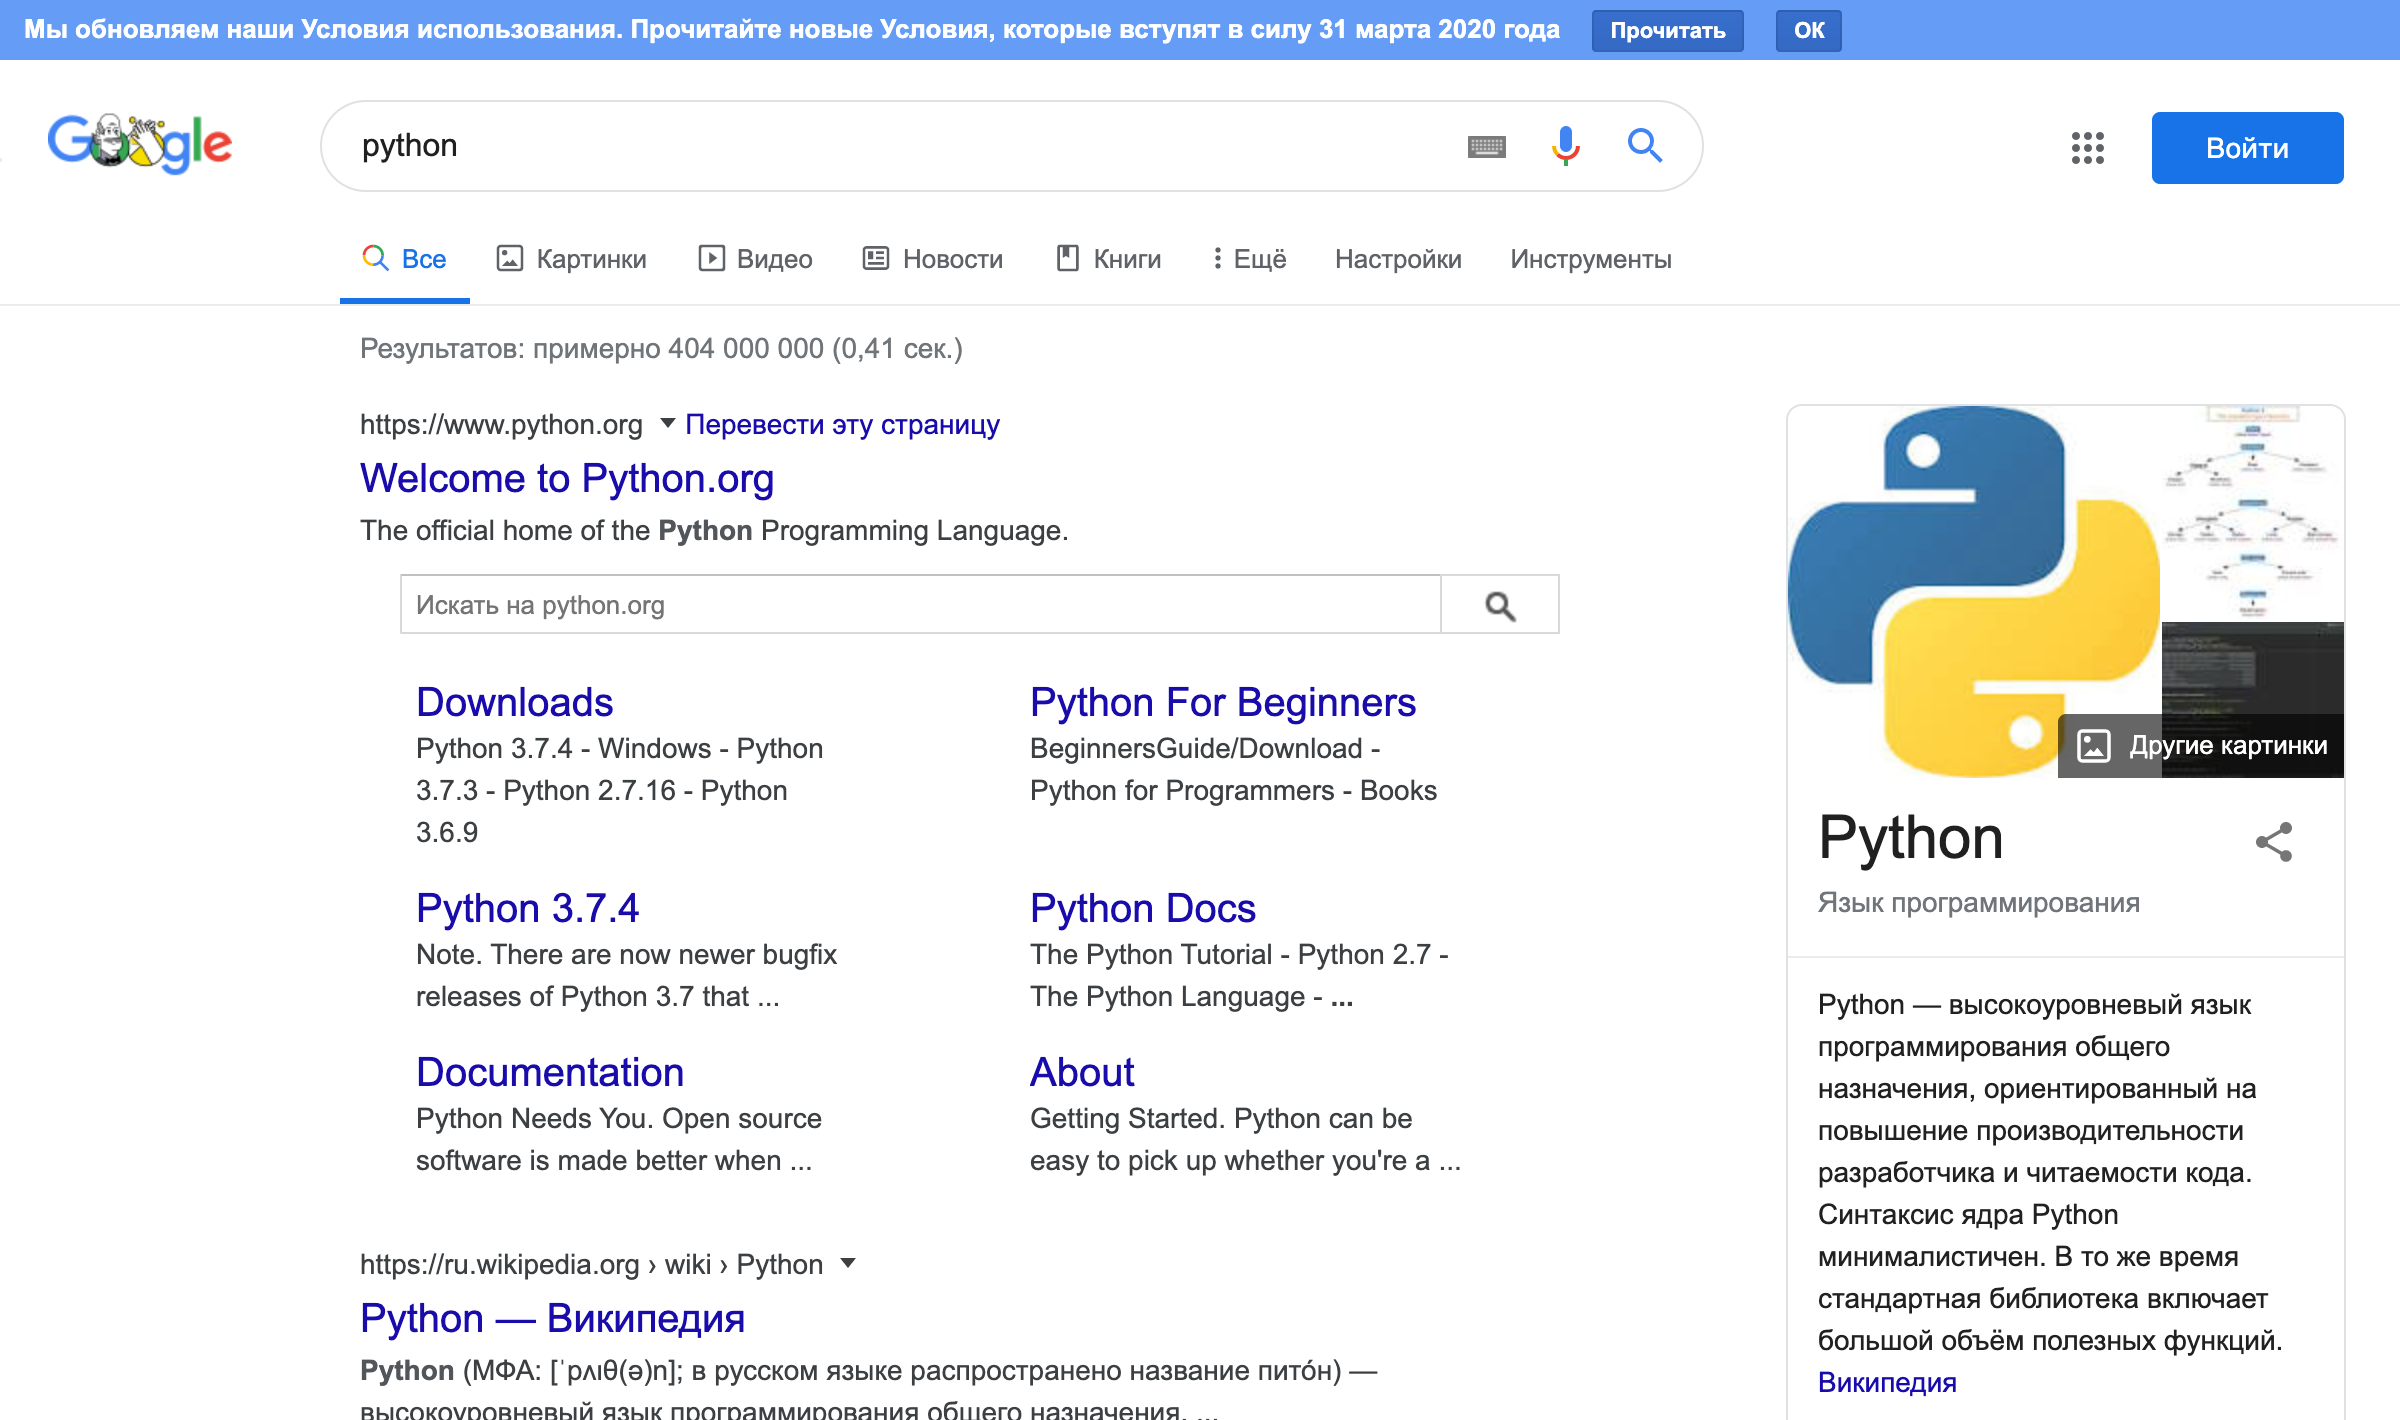 Мы обновляем наши Условия использования. Прочитайте новые Условия, которые вступят в силу 31 марта 2020 года
Прочитать
ОК
Google
python
Войти
Все
Картинки
Видео
Новости
Книги
Ещё
Настройки
Инструменты
Результатов: примерно 404 000 000 (0,41 сек.)
https://www.python.org
Перевести эту страницу
Welcome to Python.org
The official home of the Python Programming Language.
Искать на python.org
Downloads
Python 3.7.4 - Windows - Python
3.7.3 - Python 2.7.16 - Python
3.6.9
Python For Beginners
BeginnersGuide/Download -
Python for Programmers - Books
Python 3.7.4
Note. There are now newer bugfix
releases of Python 3.7 that ...
Python Docs
The Python Tutorial - Python 2.7 -
The Python Language - ...
Documentation
Python Needs You. Open source
software is made better when ...
About
Getting Started. Python can be
easy to pick up whether you're a ...
https://ru.wikipedia.org › wiki › Python
Python — Википедия
Python (МФА: [ˈpʌɪθ(ə)n]; в русском языке распространено название пито́н) —
высокоуровневый язык программирования общего назначения, ...
Другие картинки
Python
Язык программирования
Python — высокоуровневый язык
программирования общего
назначения, ориентированный на
повышение производительности
разработчика и читаемости кода.
Синтаксис ядра Python
минималистичен. В то же время
стандартная библиотека включает
большой объём полезных функций.
Википедия